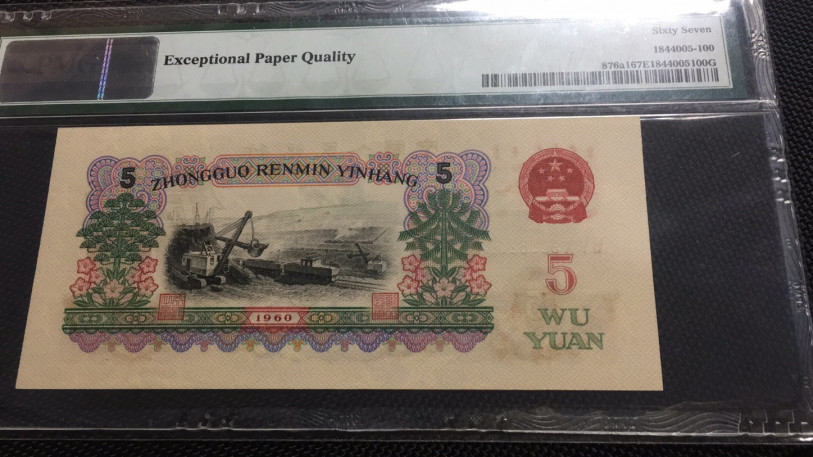 Sixty Seven
Exceptional Paper Quality
1844005-100
876a167E1844005100G
5 ZHONGGUO RENMIN YINHANG 5
1960
5
WU
YUAN